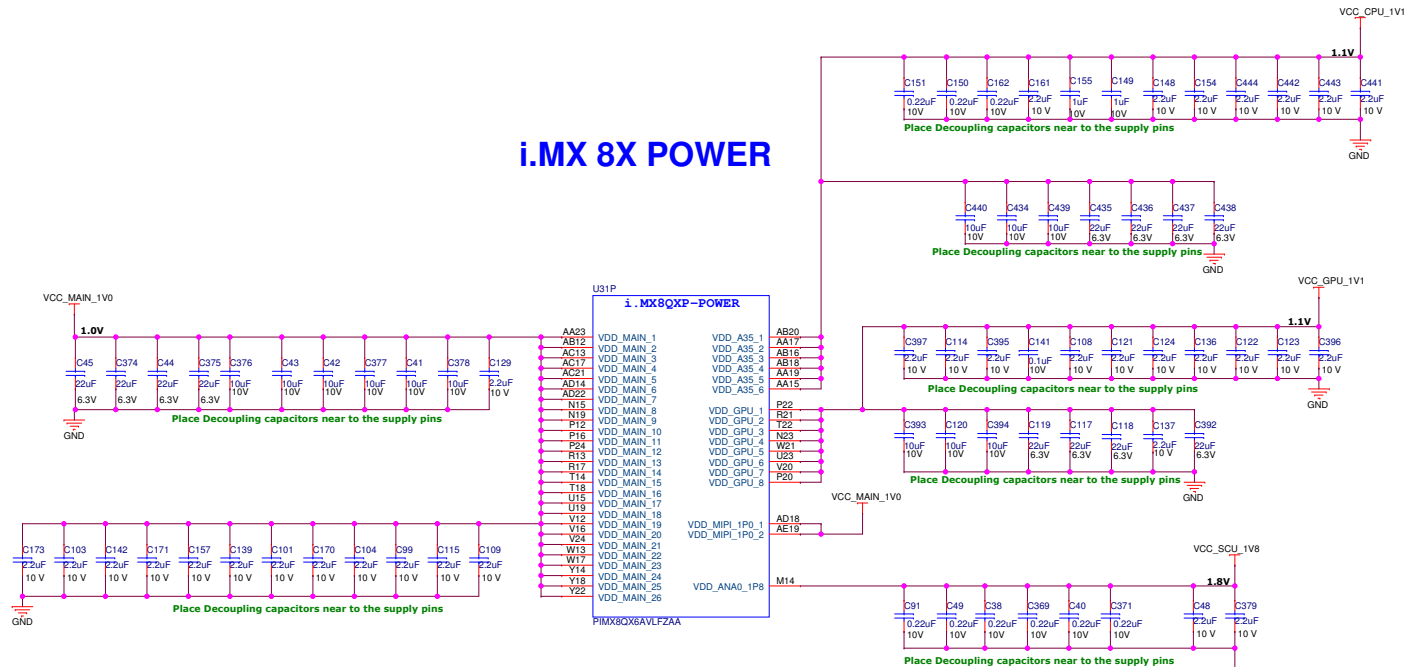 VCC_CPU_1V1
1.1V
C151 C150 C162 C161 C155 C149 C148 C154 C444 C442 C443 C441
0.22uF 0.22uF 0.22uF 2.2uF 1uF 1uF 2.2uF 2.2uF 2.2uF 2.2uF 2.2uF 2.2uF
10V 10V 10V 10 V 10V 10V 10 V 10 V 10 V 10 V 10 V 10 V
Place Decoupling capacitors near to the supply pins
GND
i.MX 8X POWER
C440 C434 C439 C435 C436 C437 C438
10uF 10uF 10uF 22uF 22uF 22uF 22uF
10V 10V 10V 6.3V 6.3V 6.3V 6.3V
Place Decoupling capacitors near to the supply pins
GND
VCC_MAIN_1V0
1.0V
C45 C374 C44 C375 C376 C43 C42 C377 C41 C378 C129
22uF 22uF 22uF 22uF 10uF 10uF 10uF 10uF 10uF 10uF 2.2uF
6.3V 6.3V 6.3V 6.3V 10V 10V 10V 10V 10V 10V 10 V
Place Decoupling capacitors near to the supply pins
GND
C173 C103 C142 C171 C157 C139 C101 C170 C104 C99 C115 C109
2.2uF 2.2uF 2.2uF 2.2uF 2.2uF 2.2uF 2.2uF 2.2uF 2.2uF 2.2uF 2.2uF 2.2uF
10 V 10 V 10 V 10 V 10 V 10 V 10 V 10 V 10 V 10 V 10 V 10 V
Place Decoupling capacitors near to the supply pins
GND
U31P
i.MX8QXP-POWER
AA23 VDD_MAIN_1
AB12 VDD_MAIN_2
AC13 VDD_MAIN_3
AC17 VDD_MAIN_4
AC21 VDD_MAIN_5
AD14 VDD_MAIN_6
AD22 VDD_MAIN_7
N15 VDD_MAIN_8
N19 VDD_MAIN_9
P12 VDD_MAIN_10
P16 VDD_MAIN_11
P24 VDD_MAIN_12
R13 VDD_MAIN_13
R17 VDD_MAIN_14
T14 VDD_MAIN_15
T18 VDD_MAIN_16
U15 VDD_MAIN_17
U19 VDD_MAIN_18
V12 VDD_MAIN_19
V16 VDD_MAIN_20
V24 VDD_MAIN_21
W13 VDD_MAIN_22
W17 VDD_MAIN_23
Y14 VDD_MAIN_24
Y18 VDD_MAIN_25
Y22 VDD_MAIN_26
VDD_A35_1 AB20
VDD_A35_2 AA17
VDD_A35_3 AB16
VDD_A35_4 AB18
VDD_A35_5 AA19
VDD_A35_6 AA15
VDD_GPU_1 P22
VDD_GPU_2 R21
VDD_GPU_3 T22
VDD_GPU_4 N23
VDD_GPU_5 W21
VDD_GPU_6 U23
VDD_GPU_7 V20
VDD_GPU_8 P20
VDD_MIPI_1P0_1 AD18
VDD_MIPI_1P0_2 AE19
VDD_ANA0_1P8 M14
PIMX8QX6AVLFZAA
VCC_GPU_1V1
1.1V
C397 C114 C395 C141 C108 C121 C124 C136 C122 C123 C396
2.2uF 2.2uF 2.2uF 0.1uF 2.2uF 2.2uF 2.2uF 2.2uF 2.2uF 2.2uF 2.2uF
10 V 10 V 10 V 10V 10 V 10 V 10 V 10 V 10 V 10 V 10 V
Place Decoupling capacitors near to the supply pins
GND
C393 C120 C394 C119 C117 C118 C137 C392
10uF 10uF 10uF 22uF 22uF 22uF 2.2uF 22uF
10V 10V 10V 6.3V 6.3V 6.3V 10 V 6.3V
Place Decoupling capacitors near to the supply pins
GND
VCC_MAIN_1V0
VCC_SCU_1V8
1.8V
C91 C49 C38 C369 C40 C371 C48 C379
0.22uF 0.22uF 0.22uF 0.22uF 0.22uF 0.22uF 2.2uF 2.2uF
10V 10V 10V 10V 10V 10V 10 V 10 V
Place Decoupling capacitors near to the supply pins